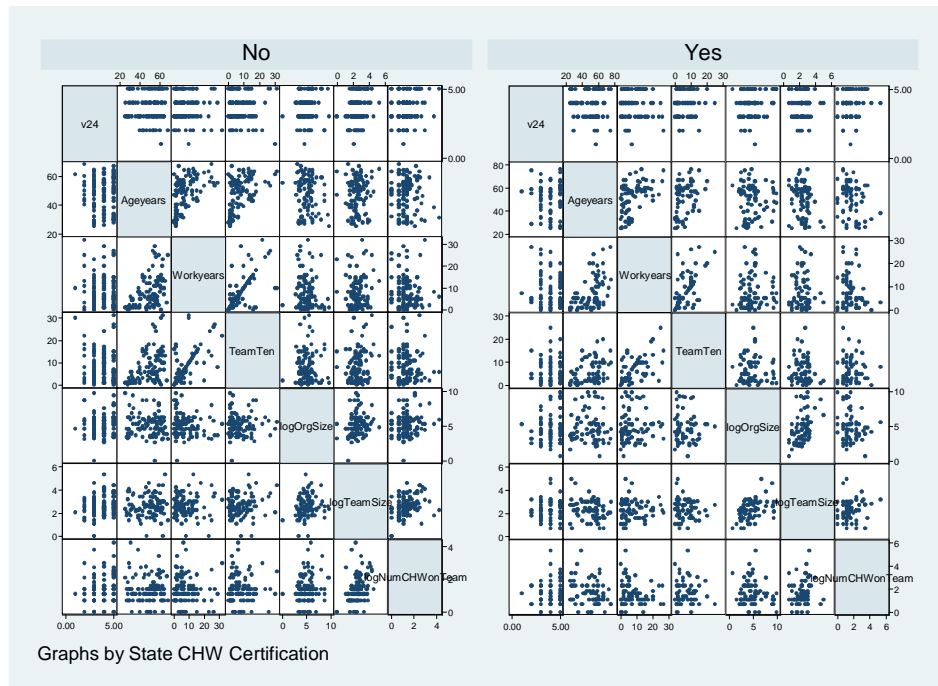 No Yes
20 40 60 0 10 20 30 0 2 4 6 20 40 60 80 0 10 20 30 0 2 4 6
v24 5.00 0.00 v24 5.00 0.00
60 40 20 Ageyears 80 60 40 20 Ageyears
Workyears 30 20 10 0 Workyears 30 20 10 0
30 20 10 0 TeamTen 30 20 10 0 TeamTen
logOrgSize 10 5 0 logOrgSize 10 5 0
6 4 2 0 logTeamSize 6 4 2 0 logTeamSize
logNumCHWonTeam 4 2 0 logNumCHWonTeam 6 4 2 0
0.00 5.00 0 10 20 30 0 5 10 0 2 4 0.00 5.00 0 10 20 30 0 5 10 0 2 4 6
Graphs by State CHW Certification